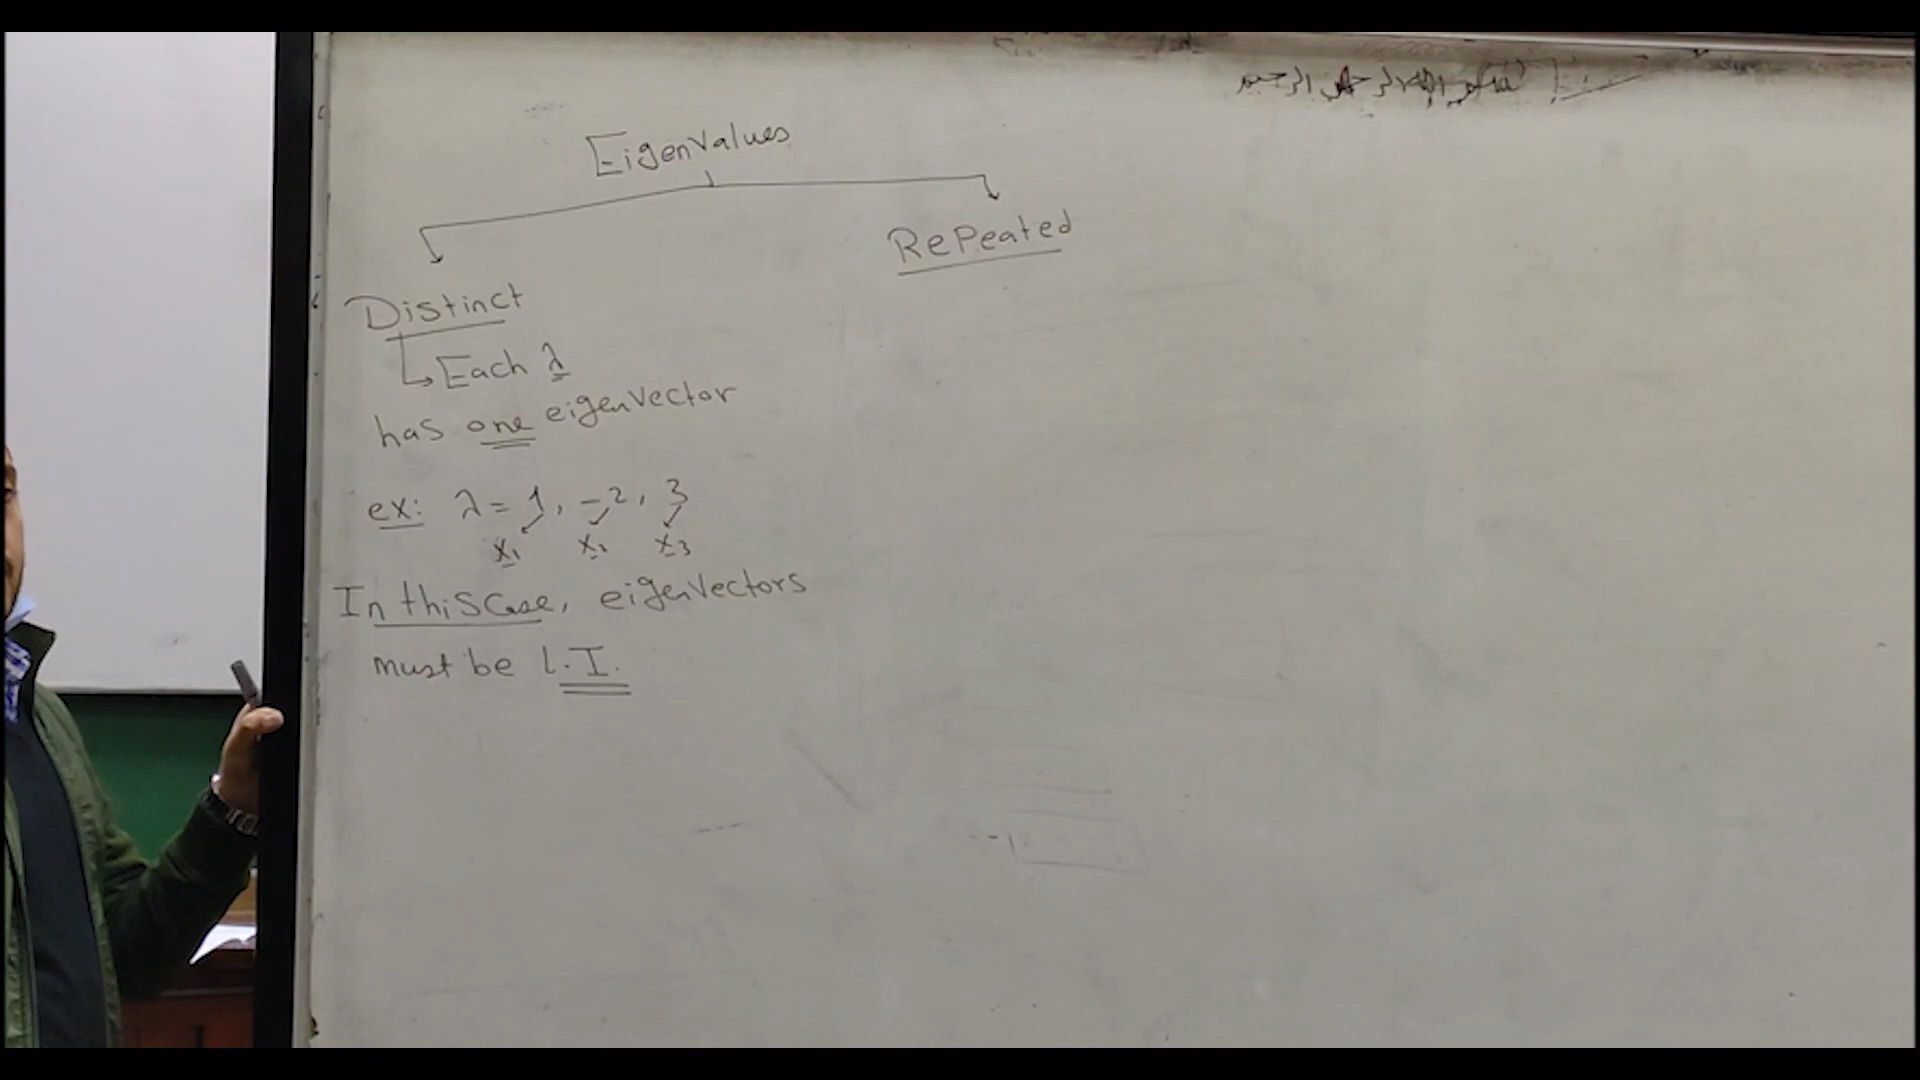 بسم الله الرحمن الرحيم
Eigenvalues
Distinct
Repeated
Each λ
has one eigenvector
ex: λ = 1, -2, 3
x1 x2 x3
In this Case, eigenvectors
must be L.I.